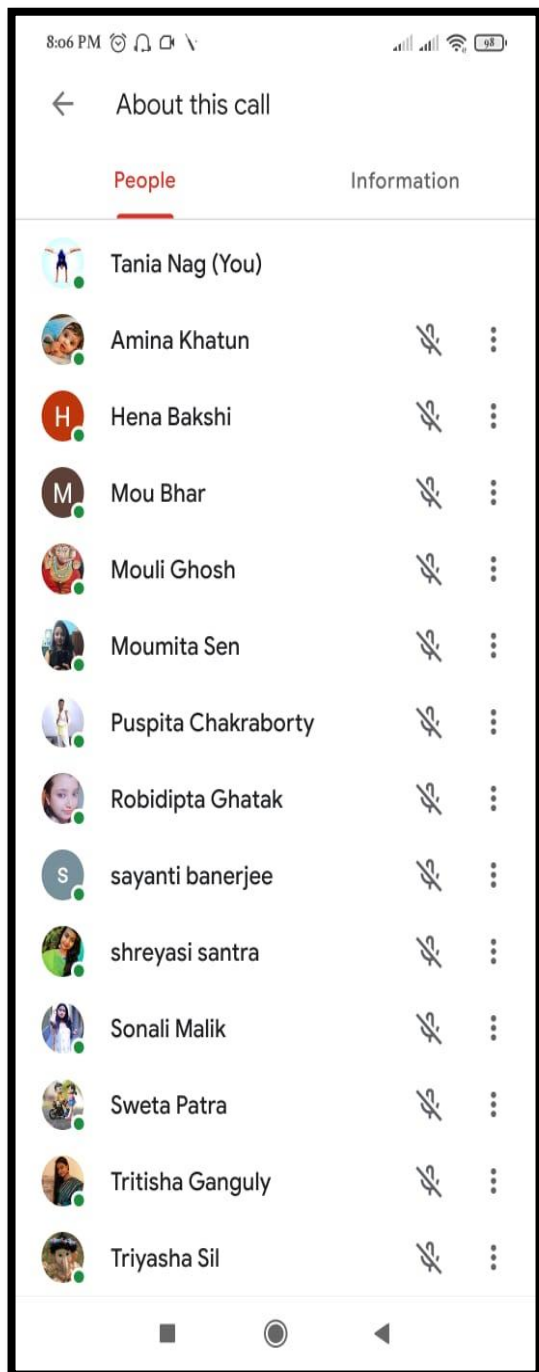 8:06 PM 98
About this call
People Information
Tania Nag (You)
Amina Khatun
H Hena Bakshi
M Mou Bhar
Mouli Ghosh
Moumita Sen
Puspita Chakraborty
Robidipta Ghatak
s sayanti banerjee
shreyasi santra
Sonali Malik
Sweta Patra
Tritisha Ganguly
Triyasha Sil